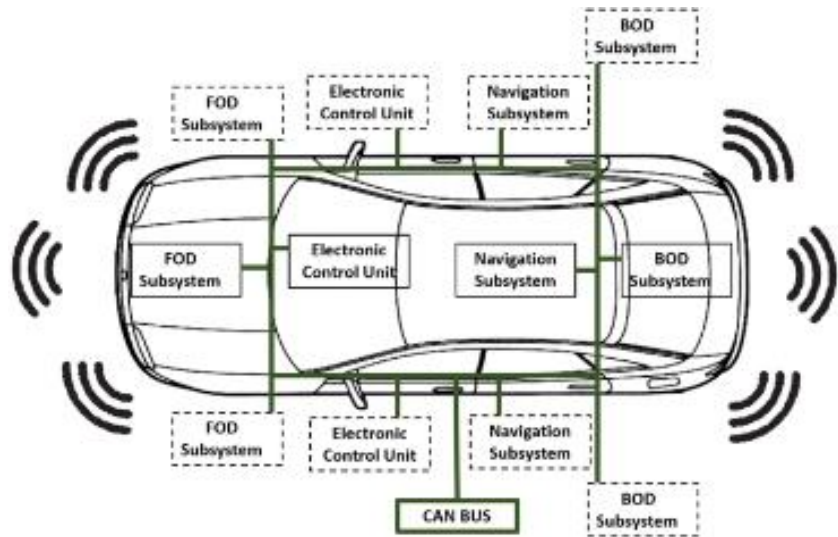 BOD
Subsystem
FOD
Subsystem
Electronic
Control Unit
Navigation
Subsystem
FOD
Subsystem
Electronic
Control Unit
Navigation
Subsystem
BOD
Subsystem
FOD
Subsystem
Electronic
Control Unit
Navigation
Subsystem
BOD
Subsystem
CAN BUS